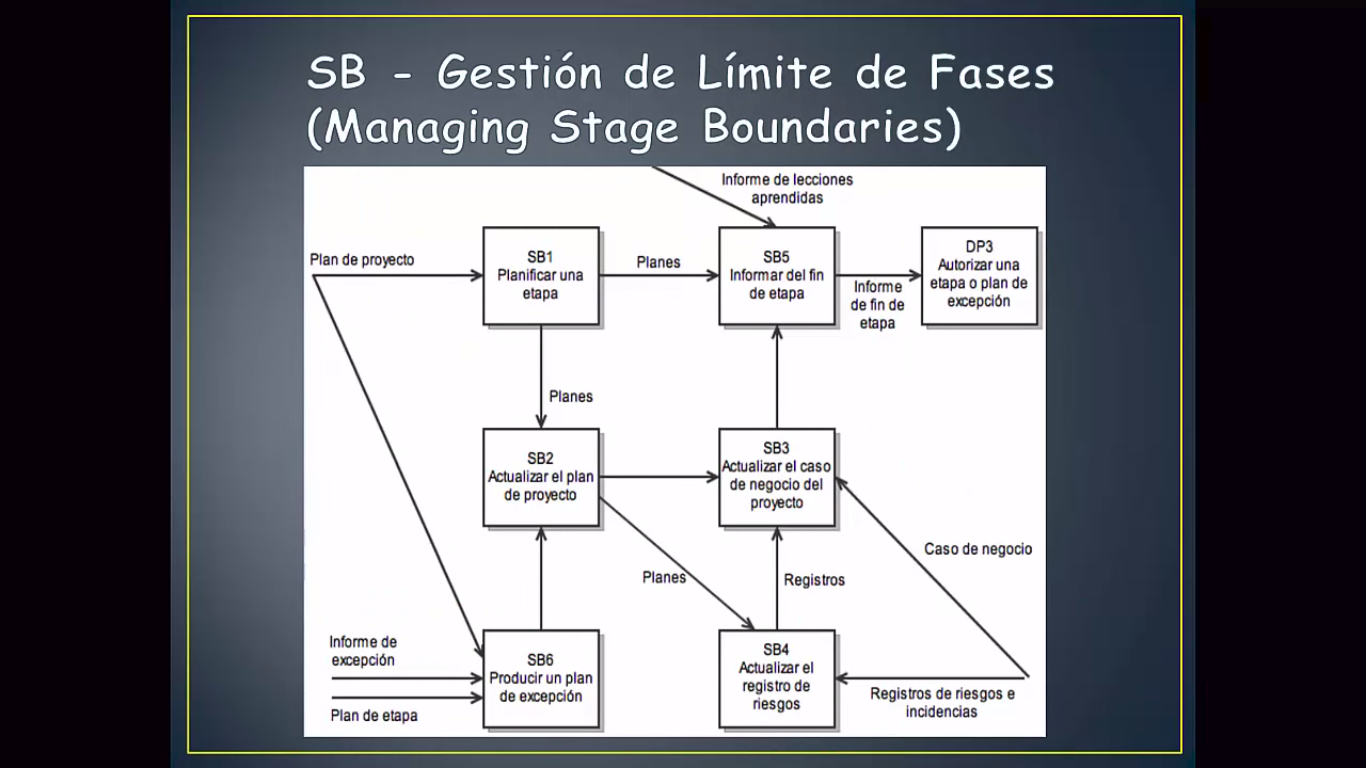 SB - Gestión de Límite de Fases
(Managing Stage Boundaries)
Informe de lecciones
aprendidas
Plan de proyecto
SB1
Planificar una
etapa
Planes
SB5
Informar del fin
de etapa
Informe
de fin de
etapa
DP3
Autorizar una
etapa o plan de
excepción
Planes
SB2
Actualizar el plan
de proyecto
SB3
Actualizar el caso
de negocio del
proyecto
Caso de negocio
Planes
Registros
Informe de
excepción
Plan de etapa
SB6
Producir un plan
de excepción
SB4
Actualizar el
registro de
riesgos
Registros de riesgos e
incidencias